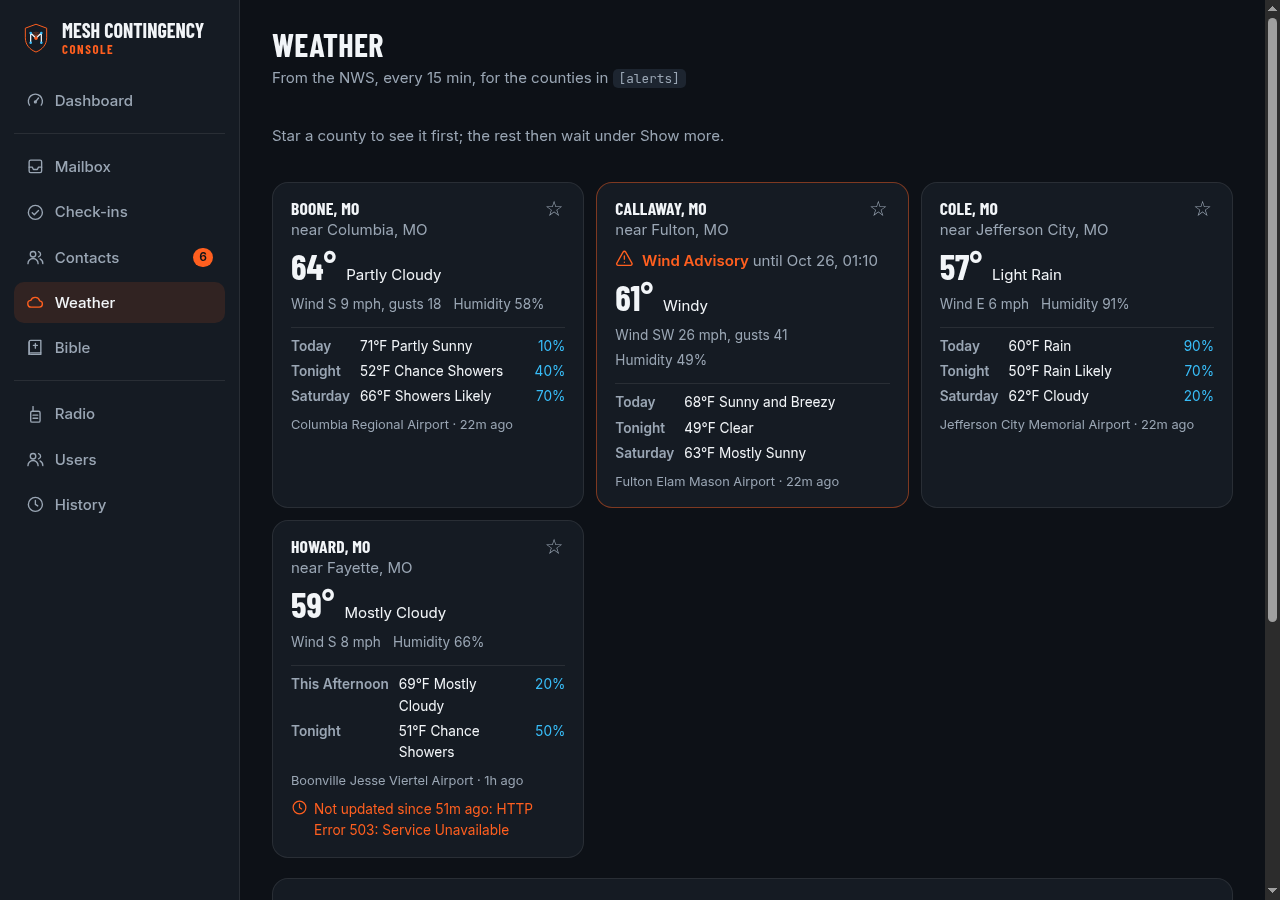 MESH CONTINGENCY
CONSOLE
Dashboard
Mailbox
Check-ins
Contacts 6
Weather
Bible
Radio
Users
History
WEATHER
From the NWS, every 15 min, for the counties in [alerts]
Star a county to see it first; the rest then wait under Show more.
BOONE, MO
near Columbia, MO
64° Partly Cloudy
Wind S 9 mph, gusts 18 Humidity 58%
Today 71°F Partly Sunny 10%
Tonight 52°F Chance Showers 40%
Saturday 66°F Showers Likely 70%
Columbia Regional Airport · 22m ago
CALLAWAY, MO
near Fulton, MO
Wind Advisory until Oct 26, 01:10
61° Windy
Wind SW 26 mph, gusts 41
Humidity 49%
Today 68°F Sunny and Breezy
Tonight 49°F Clear
Saturday 63°F Mostly Sunny
Fulton Elam Mason Airport · 22m ago
COLE, MO
near Jefferson City, MO
57° Light Rain
Wind E 6 mph Humidity 91%
Today 60°F Rain 90%
Tonight 50°F Rain Likely 70%
Saturday 62°F Cloudy 20%
Jefferson City Memorial Airport · 22m ago
HOWARD, MO
near Fayette, MO
59° Mostly Cloudy
Wind S 8 mph Humidity 66%
This Afternoon 69°F Mostly 20%
Cloudy
Tonight 51°F Chance 50%
Showers
Boonville Jesse Viertel Airport · 1h ago
Not updated since 51m ago: HTTP
Error 503: Service Unavailable